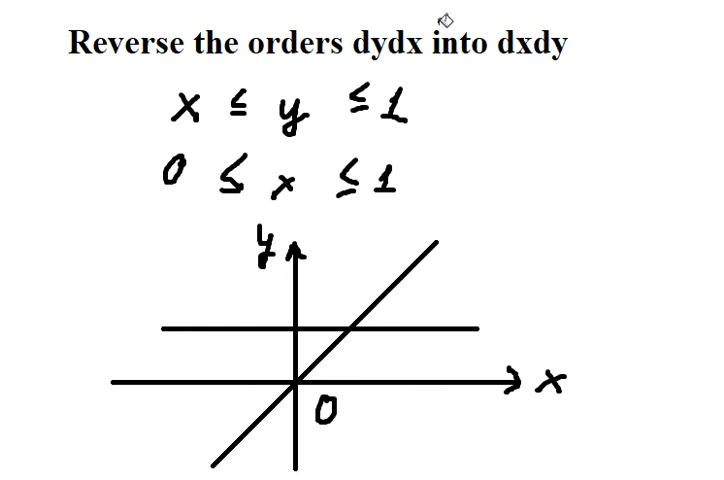 Reverse the orders dydx into dxdy
x ≤ y ≤ 1
0 ≤ x ≤ 1
y
x
0